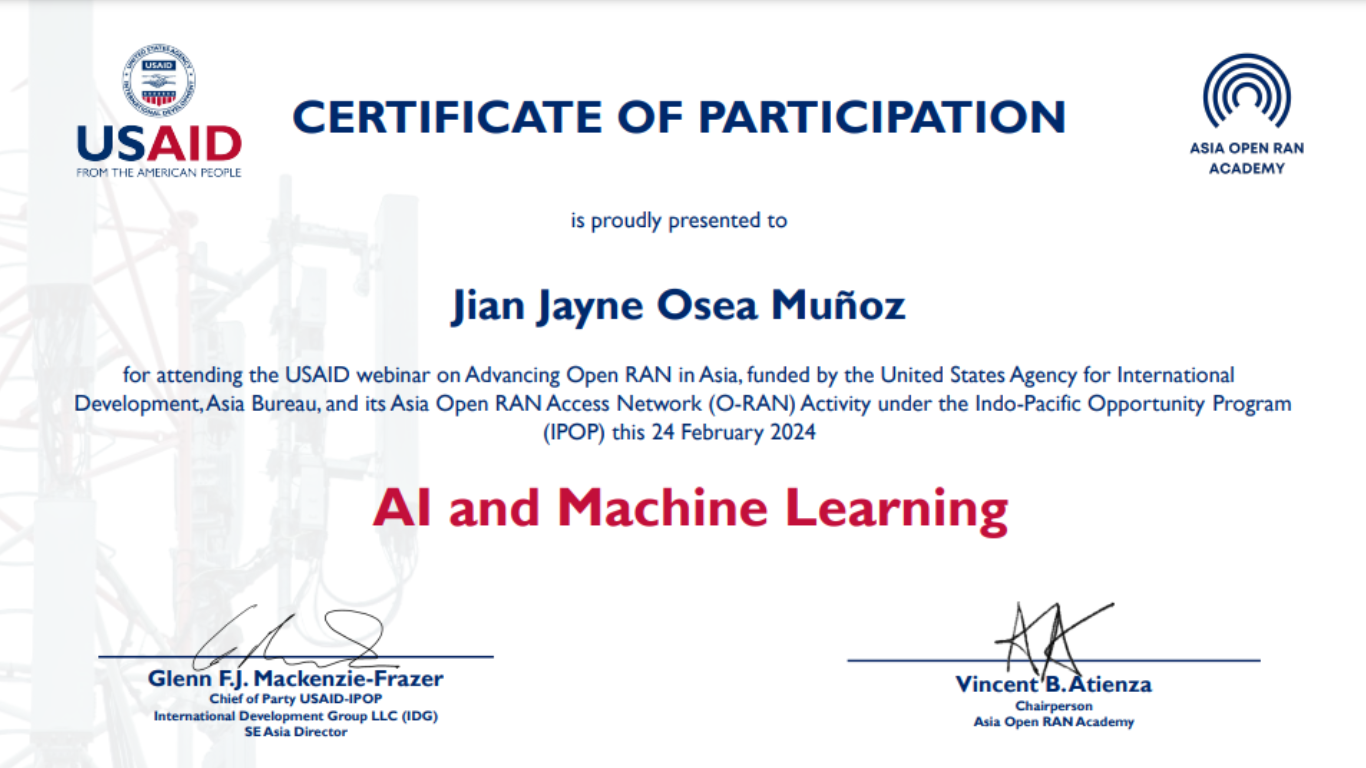 UNITED STATES AGENCY
INTERNATIONAL DEVELOPMENT
USAID
USAID
FROM THE AMERICAN PEOPLE
CERTIFICATE OF PARTICIPATION
ASIA OPEN RAN
ACADEMY
is proudly presented to
Jian Jayne Osea Muñoz
for attending the USAID webinar on Advancing Open RAN in Asia, funded by the United States Agency for International
Development, Asia Bureau, and its Asia Open RAN Access Network (O-RAN) Activity under the Indo-Pacific Opportunity Program
(IPOP) this 24 February 2024
AI and Machine Learning
Glenn F.J. Mackenzie-Frazer
Chief of Party USAID-IPOP
International Development Group LLC (IDG)
SE Asia Director
Vincent B. Atienza
Chairperson
Asia Open RAN Academy